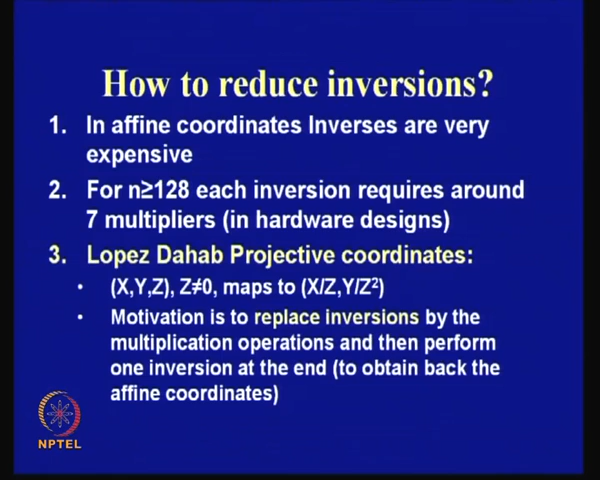 How to reduce inversions?
1. In affine coordinates Inverses are very
expensive
2. For n≥128 each inversion requires around
7 multipliers (in hardware designs)
3. Lopez Dahab Projective coordinates:
• (X,Y,Z), Z≠0, maps to (X/Z,Y/Z²)
• Motivation is to replace inversions by the
multiplication operations and then perform
one inversion at the end (to obtain back the
affine coordinates)
NPTEL